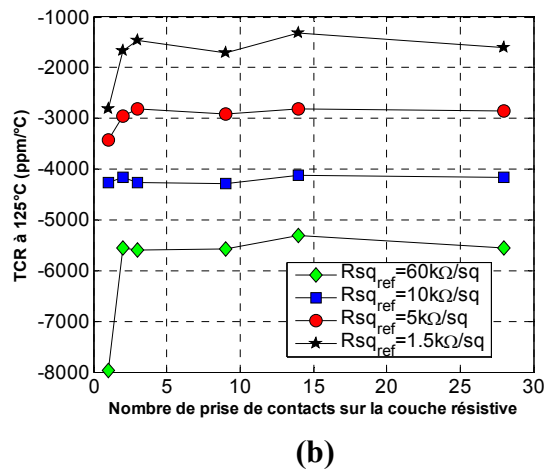 -1000
-2000
-3000
-4000
-5000
-6000
-7000
-8000
TCR à 125°C (ppm/°C)
Rsq_ref=60kΩ/sq
Rsq_ref=10kΩ/sq
Rsq_ref=5kΩ/sq
Rsq_ref=1.5kΩ/sq
0 5 10 15 20 25 30
Nombre de prise de contacts sur la couche résistive
(b)